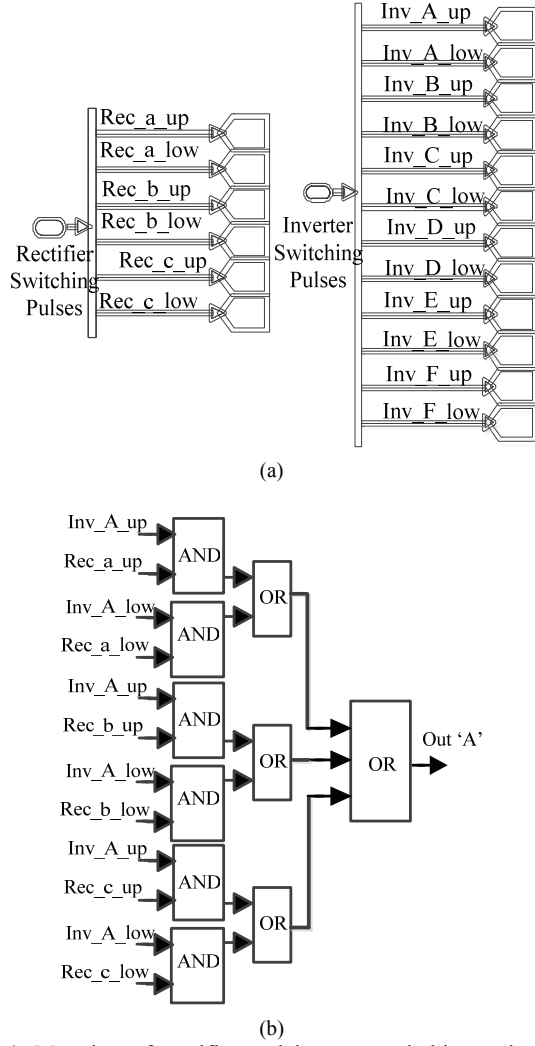 Rec_a_up
Rec_a_low
Rec_b_up
Rec_b_low
Rec_c_up
Rec_c_low
Rectifier
Switching
Pulses
Inv_A_up
Inv_A_low
Inv_B_up
Inv_B_low
Inv_C_up
Inv_C_low
Inv_D_up
Inv_D_low
Inv_E_up
Inv_E_low
Inv_F_up
Inv_F_low
Inverter
Switching
Pulses
(a)
Inv_A_up
Rec_a_up
AND
Inv_A_low
Rec_a_low
AND
OR
Inv_A_up
Rec_b_up
AND
Inv_A_low
Rec_b_low
AND
OR
Inv_A_up
Rec_c_up
AND
Inv_A_low
Rec_c_low
AND
OR
OR
Out ‘A’
(b)